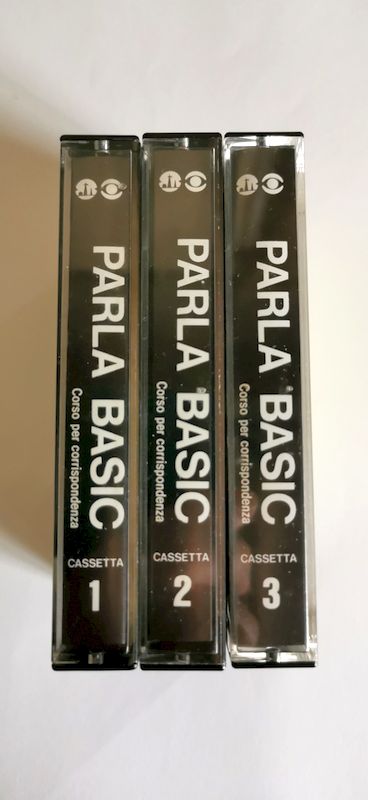 PARLA BASIC
Corso per corrispondenza
CASSETTA
1
PARLA BASIC
Corso per corrispondenza
CASSETTA
2
PARLA BASIC
Corso per corrispondenza
CASSETTA
3